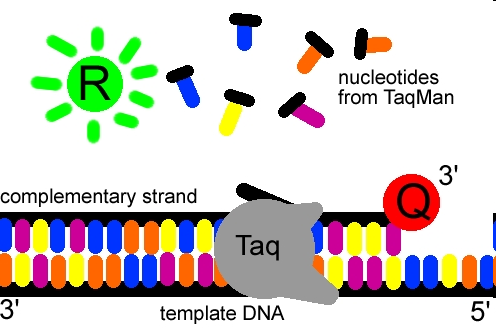 R
nucleotides
from TaqMan
3'
Q
complementary strand
Taq
3'
template DNA
5'